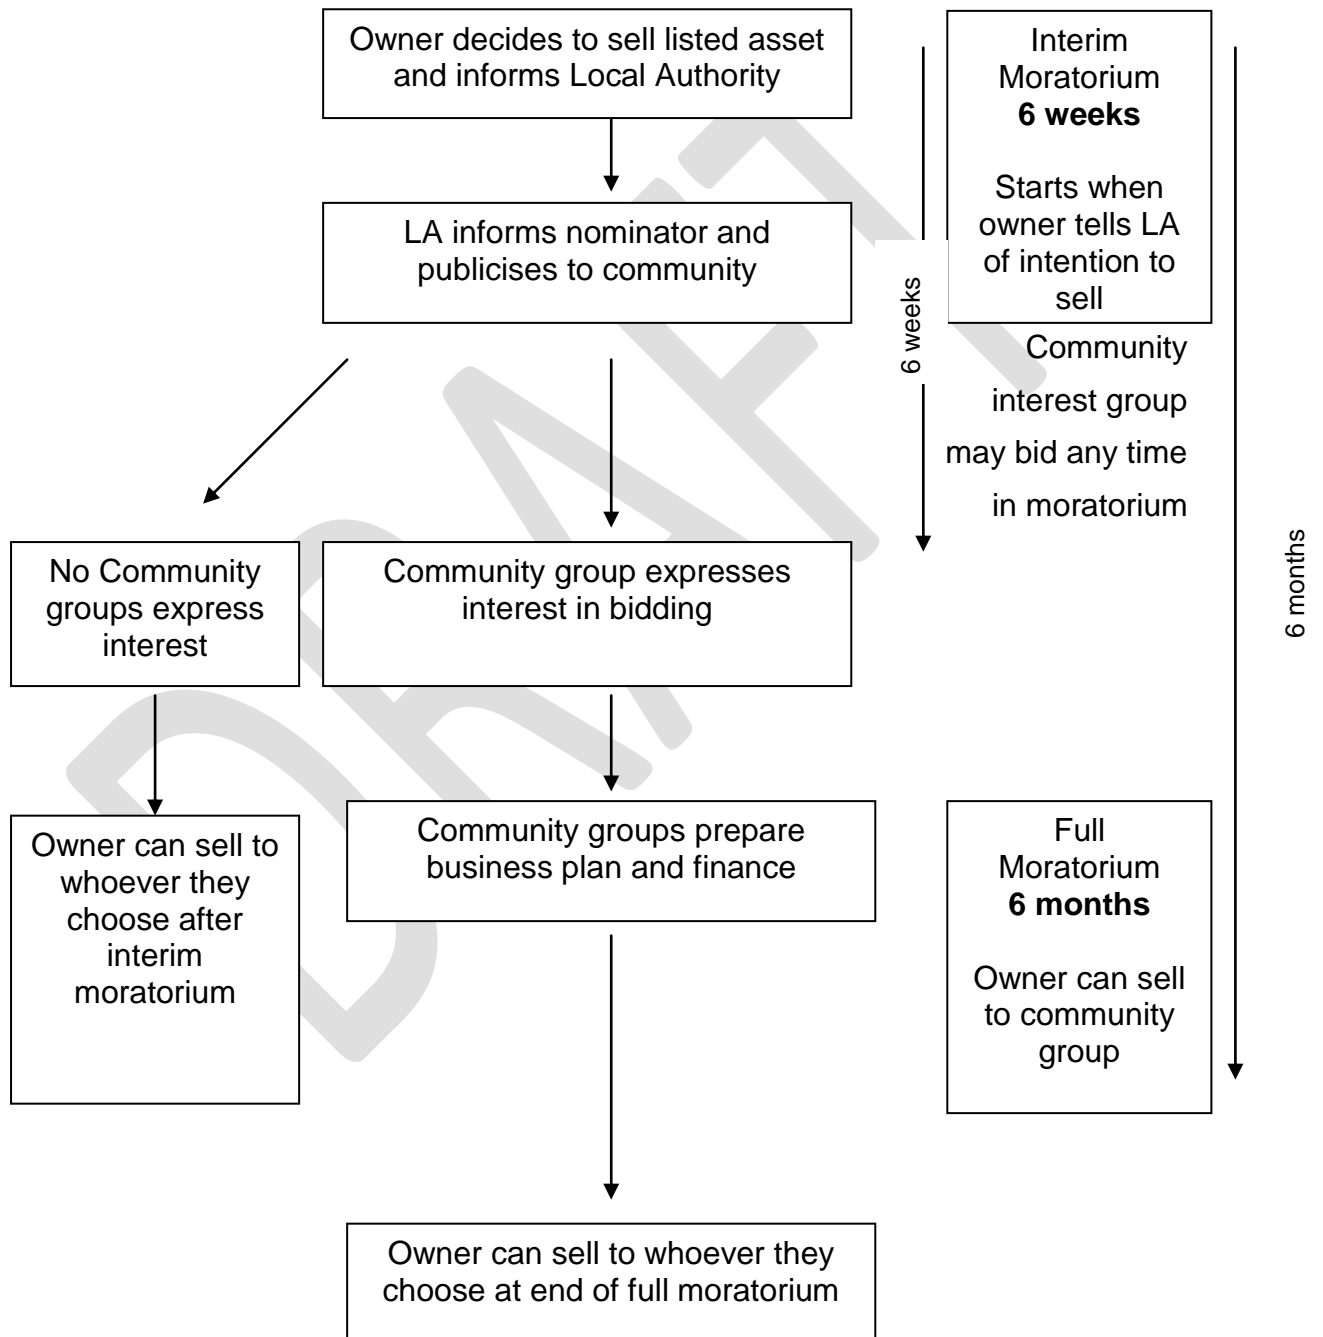 Owner decides to sell listed asset
and informs Local Authority
Interim
Moratorium
6 weeks
Starts when
owner tells LA
of intention to
sell
LA informs nominator and
publicises to community
6 weeks
Community
interest group
may bid any time
in moratorium
6 months
No Community
groups express
interest
Community group expresses
interest in bidding
Owner can sell to
whoever they
choose after
interim
moratorium
Community groups prepare
business plan and finance
Full
Moratorium
6 months
Owner can sell
to community
group
Owner can sell to whoever they
choose at end of full moratorium
DRAFT